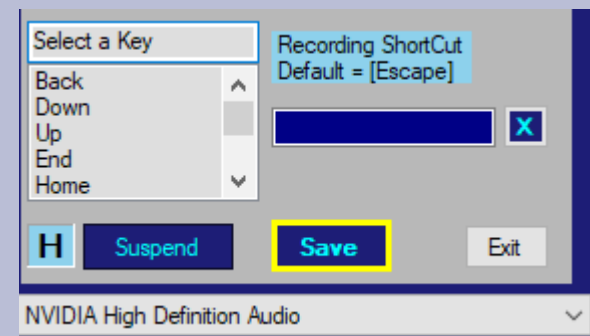 Select a Key
Back
Down
Up
End
Home
Recording ShortCut
Default = [Escape]
X
H
Suspend
Save
Exit
NVIDIA High Definition Audio